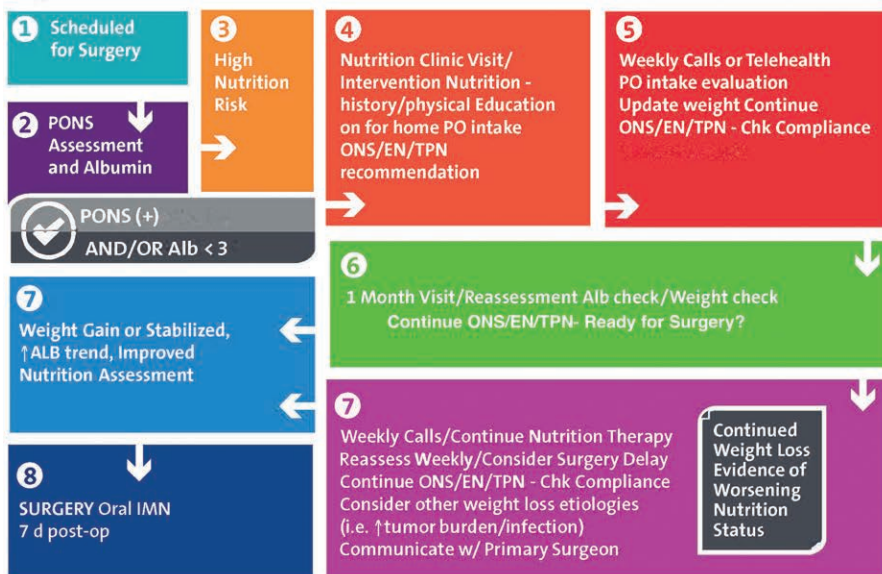 1 Scheduled
for Surgery
2 PONS
Assessment
and Albumin
PONS (+)
AND/OR Alb < 3
3
High
Nutrition
Risk
4
Nutrition Clinic Visit/
Intervention Nutrition -
history/physical Education
on for home PO intake
ONS/EN/TPN
recommendation
5
Weekly Calls or Telehealth
PO intake evaluation
Update weight Continue
ONS/EN/TPN - Chk Compliance
6
1 Month Visit/Reassessment Alb check/Weight check
Continue ONS/EN/TPN- Ready for Surgery?
7
Weight Gain or Stabilized,
↑ALB trend, Improved
Nutrition Assessment
7
Weekly Calls/Continue Nutrition Therapy
Reassess Weekly/Consider Surgery Delay
Continue ONS/EN/TPN - Chk Compliance
Consider other weight loss etiologies
(i.e. ↑tumor burden/infection)
Communicate w/ Primary Surgeon
Continued
Weight Loss
Evidence of
Worsening
Nutrition
Status
8
SURGERY Oral IMN
7 d post-op